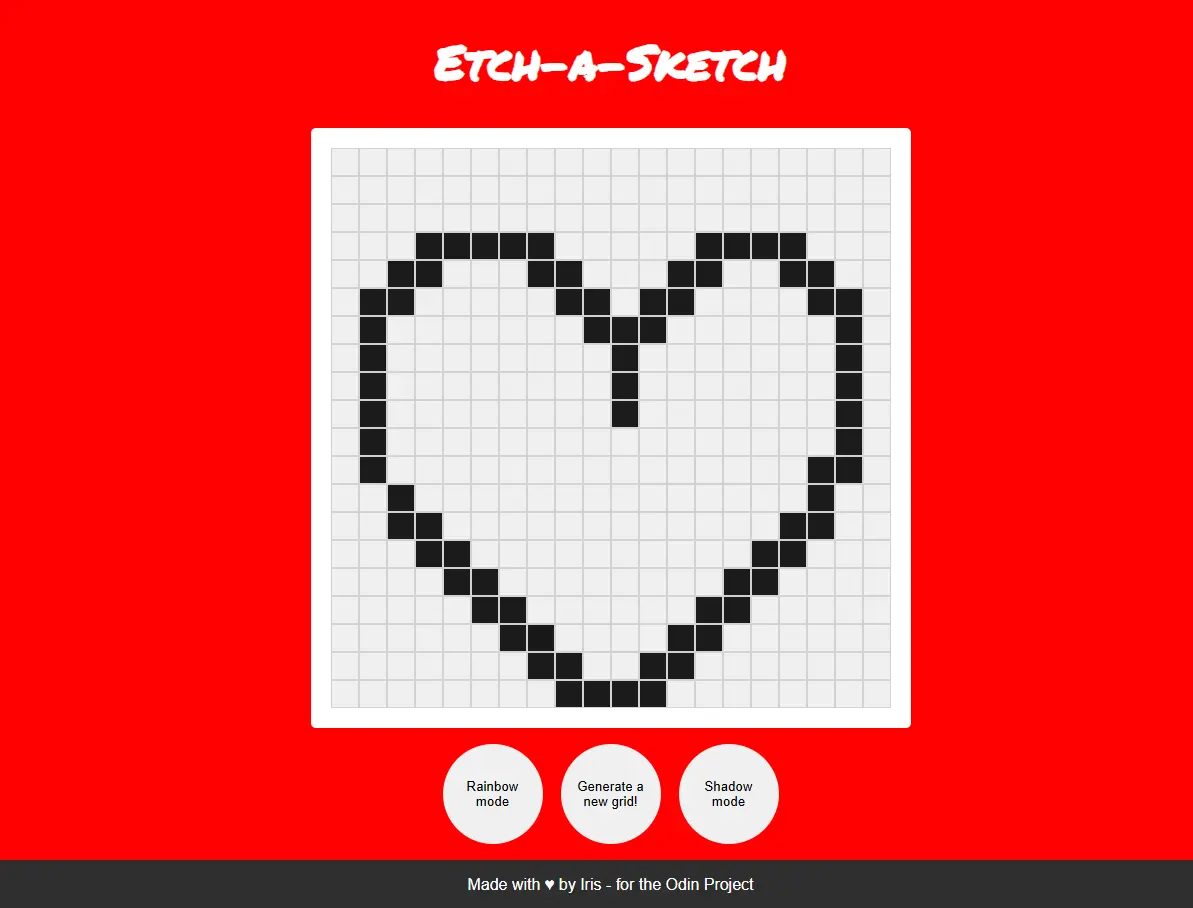 Etch-a-Sketch
Rainbow
mode
Generate a
new grid!
Shadow
mode
Made with ♥ by Iris - for the Odin Project